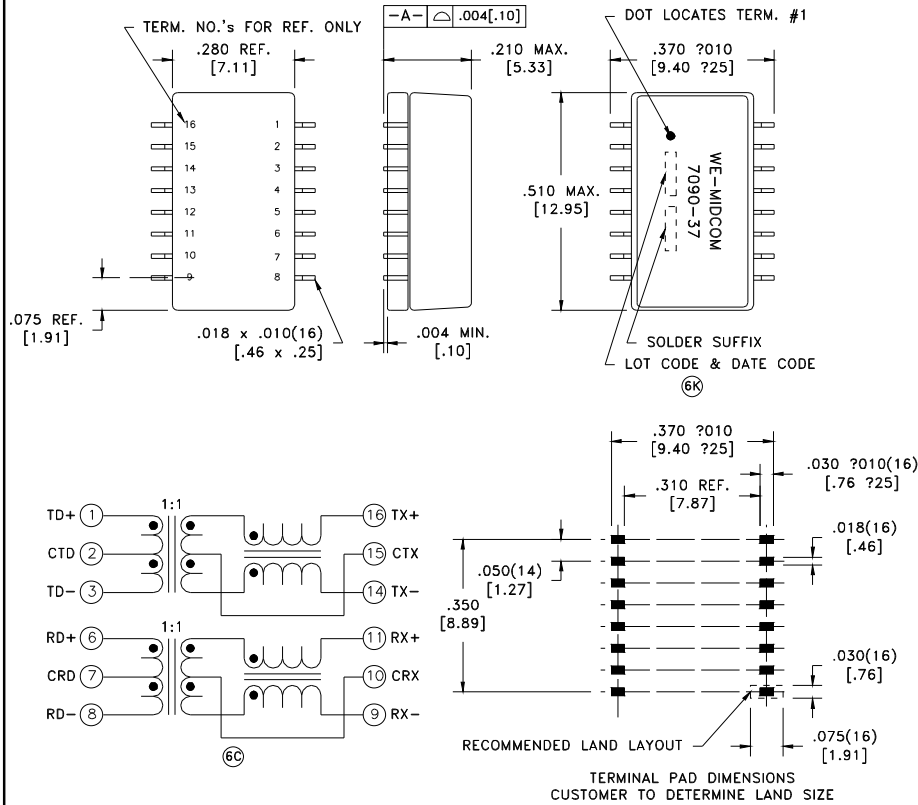 TERM. NO.'s FOR REF. ONLY
.280 REF.
[7.11]
16
15
14
13
12
11
10
9
1
2
3
4
5
6
7
8
.075 REF.
[1.91]
.018 x .010(16)
[.46 x .25]
-A- .004[.10]
.210 MAX.
[5.33]
.004 MIN.
[.10]
DOT LOCATES TERM. #1
.370 ?010
[9.40 ?25]
.510 MAX.
[12.95]
WE-MIDCOM
7090-37
SOLDER SUFFIX
LOT CODE & DATE CODE
6K
1:1
TD+ 1
CTD 2
TD- 3
16 TX+
15 CTX
14 TX-
1:1
RD+ 6
CRD 7
RD- 8
11 RX+
10 CRX
9 RX-
6C
.370 ?010
[9.40 ?25]
.030 ?010(16)
[.76 ?25]
.310 REF.
[7.87]
.018(16)
[.46]
.050(14)
[1.27]
.350
[8.89]
.030(16)
[.76]
.075(16)
[1.91]
RECOMMENDED LAND LAYOUT
TERMINAL PAD DIMENSIONS
CUSTOMER TO DETERMINE LAND SIZE